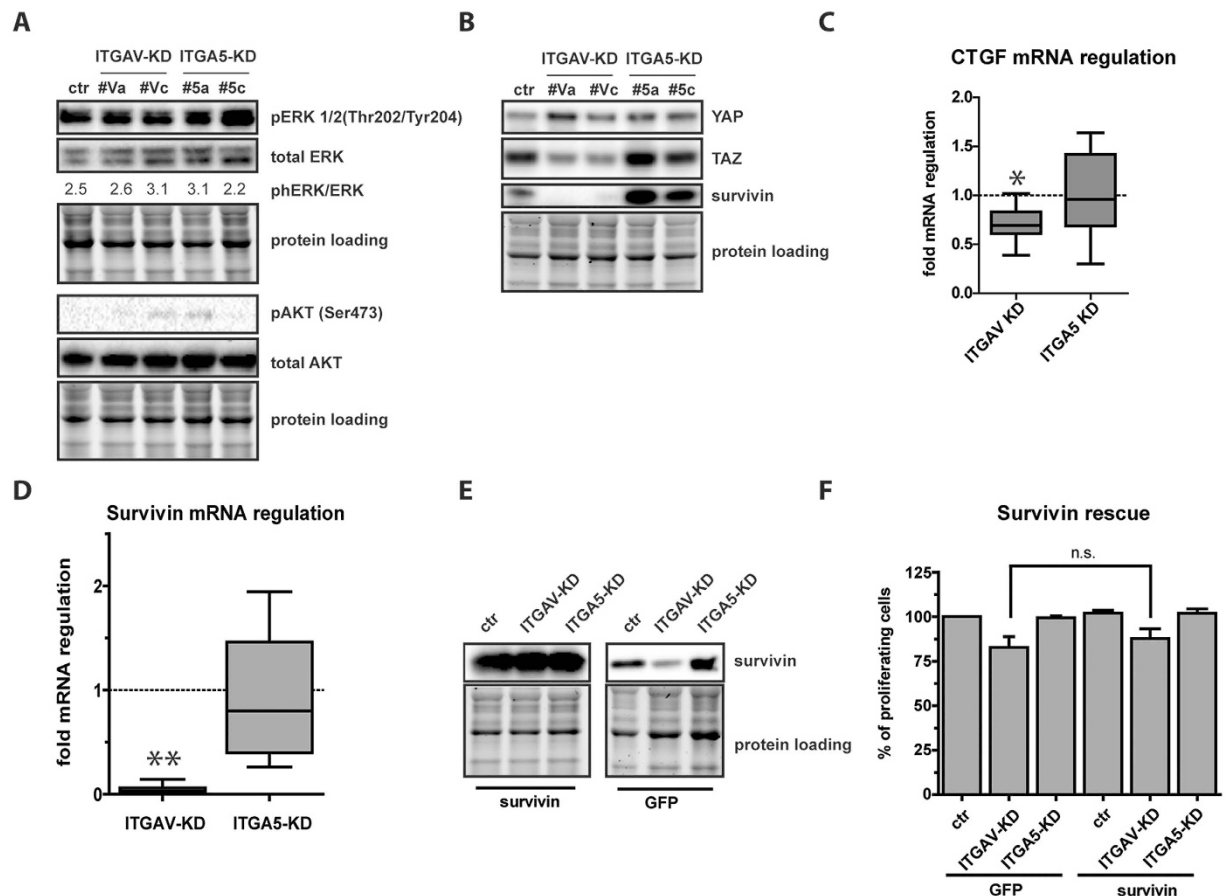 A
ITGAV-KD ITGA5-KD
ctr #Va #Vc #5a #5c
pERK 1/2(Thr202/Tyr204)
total ERK
2.5 2.6 3.1 3.1 2.2 phERK/ERK
protein loading
pAKT (Ser473)
total AKT
protein loading
B
ITGAV-KD ITGA5-KD
ctr #Va #Vc #5a #5c
YAP
TAZ
survivin
protein loading
C
CTGF mRNA regulation
fold mRNA regulation
2.0
1.5
1.0
0.5
0.0
*
ITGAV KD
ITGA5 KD
D
Survivin mRNA regulation
fold mRNA regulation
2
1
0
**
ITGAV-KD ITGA5-KD
E
ctr ITGAV-KD ITGA5-KD ctr ITGAV-KD ITGA5-KD
survivin
protein loading
survivin GFP
F
Survivin rescue
n.s.
% of proliferating cells
125
100
75
50
25
0
ctr ITGAV-KD ITGA5-KD ctr ITGAV-KD ITGA5-KD
GFP survivin